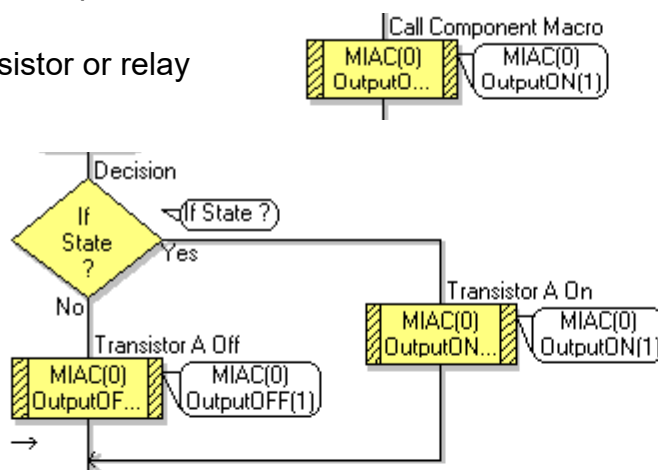 Call Component Macro
MIAC(0)
OutputO...
MIAC(0)
OutputON(1)
sistor or relay
Decision
If
State
?
If State ?
Yes
No
Transistor A On
MIAC(0)
OutputON...
MIAC(0)
OutputON(1)
Transistor A Off
MIAC(0)
OutputOF...
MIAC(0)
OutputOFF(1)
→